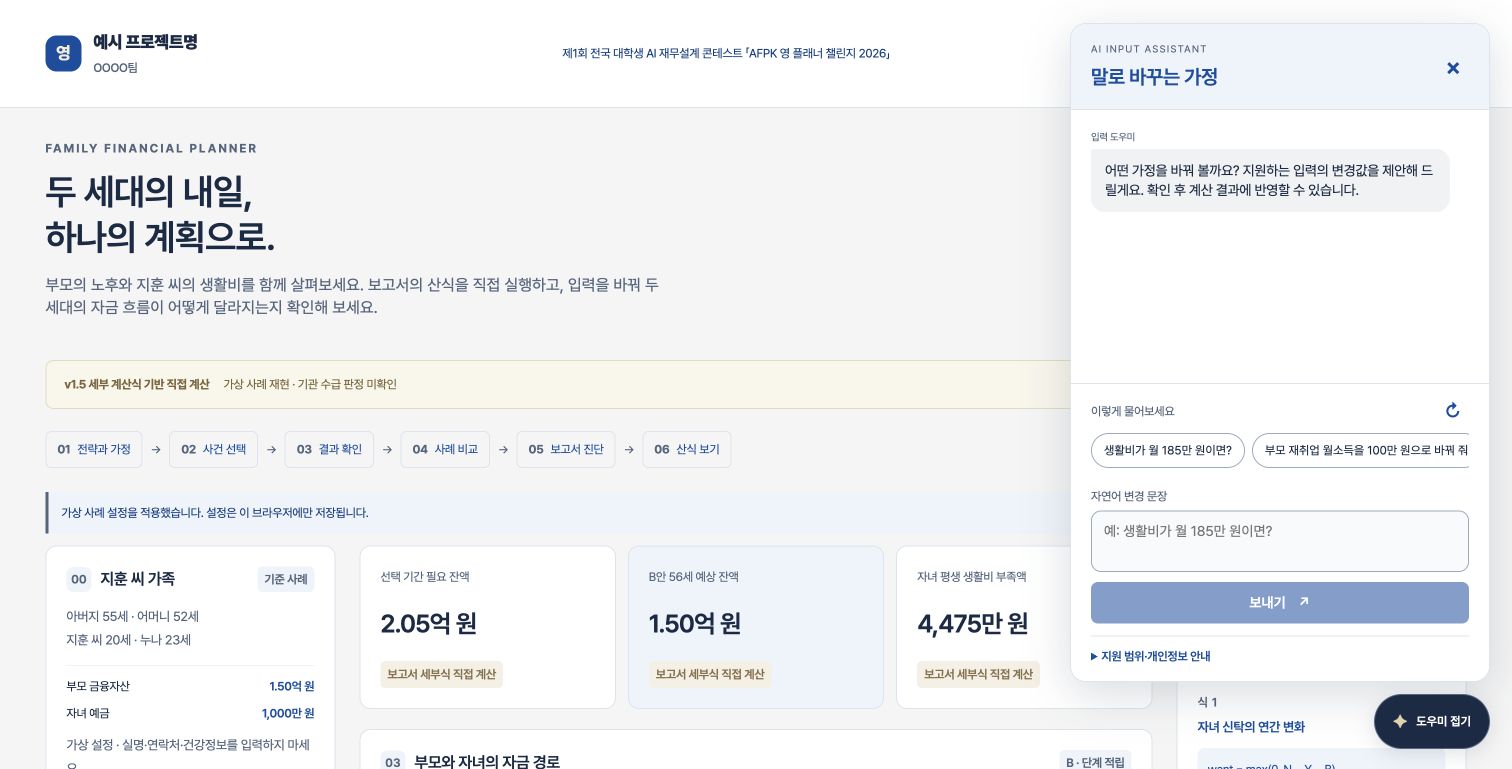 영
예시 프로젝트명
OOOO팀
제1회 전국 대학생 AI 재무설계 콘테스트 「AFPK 영 플래너 챌린지 2026」
FAMILY FINANCIAL PLANNER
두 세대의 내일,
하나의 계획으로.
부모의 노후와 지훈 씨의 생활비를 함께 살펴보세요. 보고서의 산식을 직접 실행하고, 입력을 바꿔 두
세대의 자금 흐름이 어떻게 달라지는지 확인해 보세요.
v1.5 세부 계산식 기반 직접 계산 가상 사례 재현 · 기관 수급 판정 미확인
01 전략과 가정 → 02 사건 선택 → 03 결과 확인 → 04 사례 비교 → 05 보고서 진단 → 06 산식 보기
가상 사례 설정을 적용했습니다. 설정은 이 브라우저에만 저장됩니다.
00 지훈 씨 가족 기준 사례
아버지 55세 · 어머니 52세
지훈 씨 20세 · 누나 23세
부모 금융자산 1.50억 원
자녀 예금 1,000만 원
가상 설정 · 실명·연락처·건강정보를 입력하지 마세
선택 기간 필요 잔액
2.05억 원
보고서 세부식 직접 계산
B안 56세 예상 잔액
1.50억 원
보고서 세부식 직접 계산
자녀 평생 생활비 부족액
4,475만 원
보고서 세부식 직접 계산
03 부모와 자녀의 자금 경로 B · 단계 적립
식 1
자녀 신탁의 연간 변화
AI INPUT ASSISTANT
말로 바꾸는 가정
입력 도우미
어떤 가정을 바꿔 볼까요? 지원하는 입력의 변경값을 제안해 드
릴게요. 확인 후 계산 결과에 반영할 수 있습니다.
이렇게 물어보세요
생활비가 월 185만 원이면?
부모 재취업 월소득을 100만 원으로 바꿔 줘
자연어 변경 문장
예: 생활비가 월 185만 원이면?
보내기 ↗
▶ 지원 범위·개인정보 안내
도우미 접기